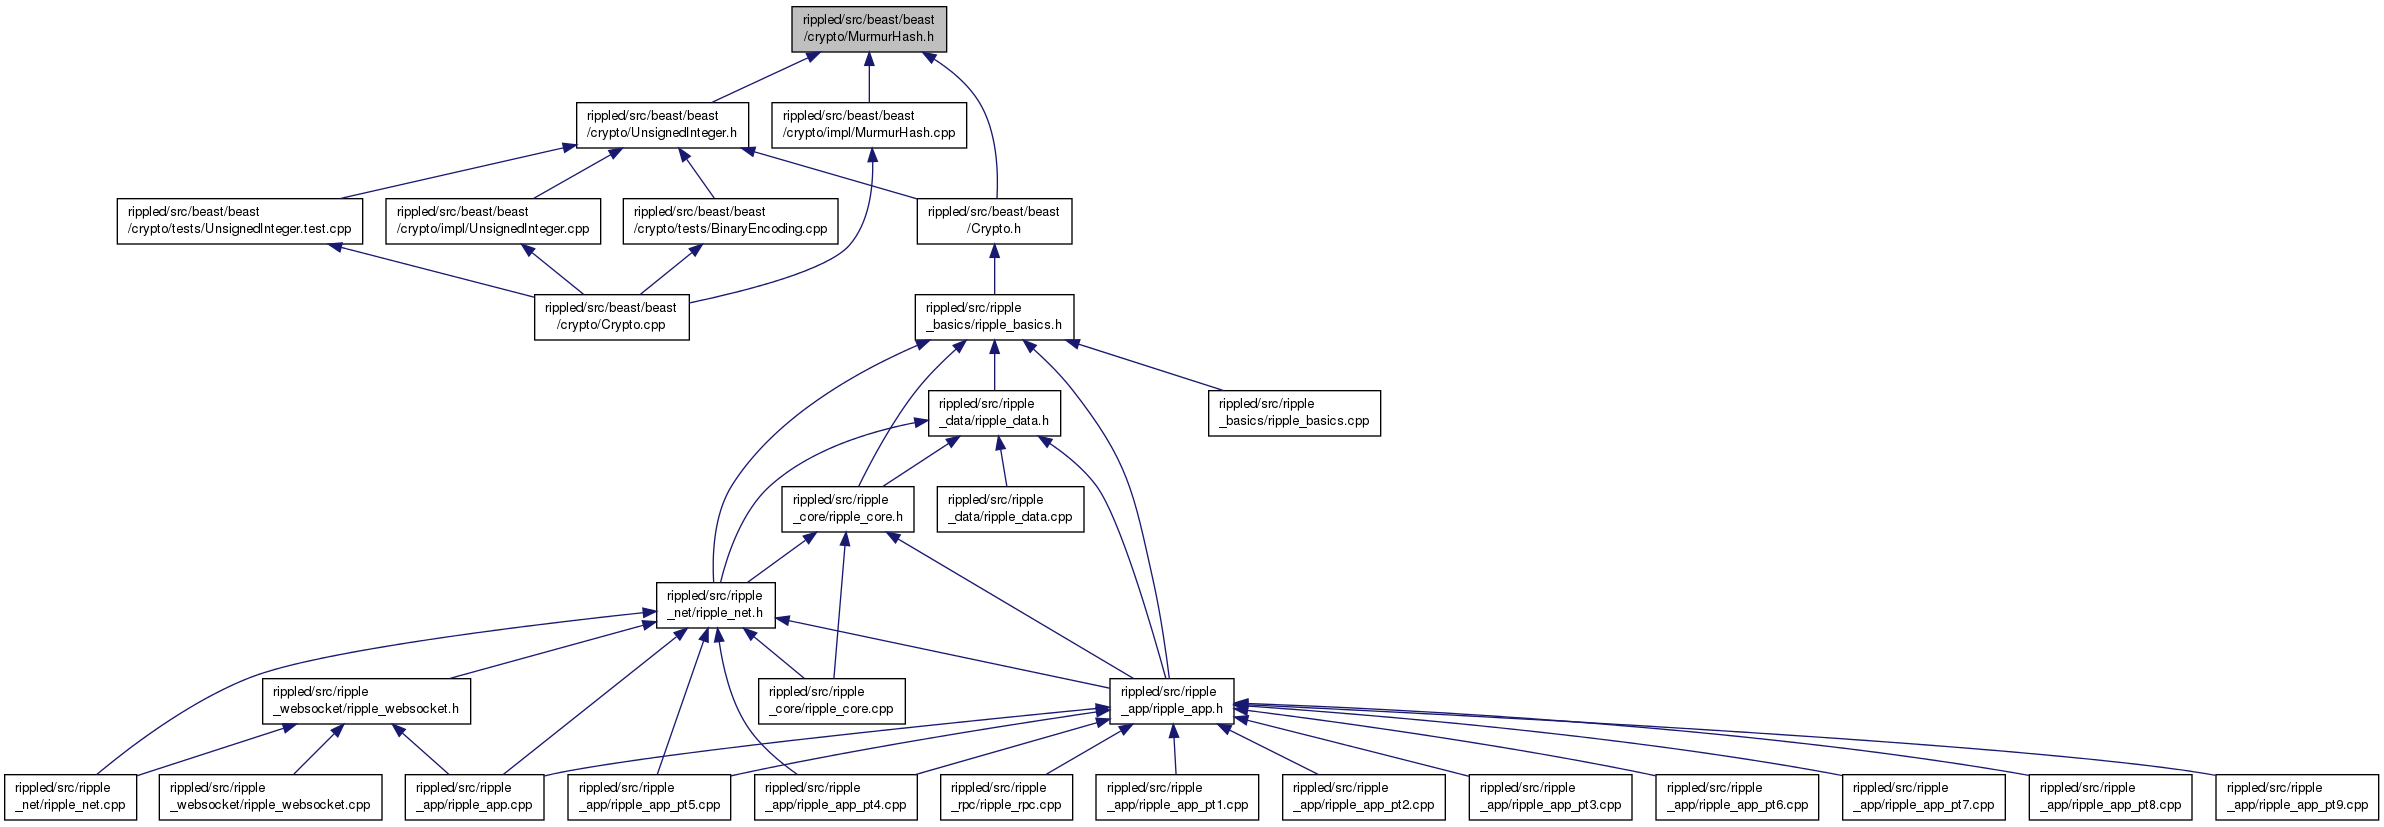 rippled/src/beast/beast
/crypto/MurmurHash.h
rippled/src/beast/beast
/crypto/UnsignedInteger.h
rippled/src/beast/beast
/crypto/impl/MurmurHash.cpp
rippled/src/beast/beast
/crypto/tests/UnsignedInteger.test.cpp
rippled/src/beast/beast
/crypto/impl/UnsignedInteger.cpp
rippled/src/beast/beast
/crypto/tests/BinaryEncoding.cpp
rippled/src/beast/beast
/Crypto.h
rippled/src/beast/beast
/crypto/Crypto.cpp
rippled/src/ripple
_basics/ripple_basics.h
rippled/src/ripple
_data/ripple_data.h
rippled/src/ripple
_basics/ripple_basics.cpp
rippled/src/ripple
_core/ripple_core.h
rippled/src/ripple
_data/ripple_data.cpp
rippled/src/ripple
_net/ripple_net.h
rippled/src/ripple
_websocket/ripple_websocket.h
rippled/src/ripple
_core/ripple_core.cpp
rippled/src/ripple
_app/ripple_app.h
rippled/src/ripple
_net/ripple_net.cpp
rippled/src/ripple
_websocket/ripple_websocket.cpp
rippled/src/ripple
_app/ripple_app.cpp
rippled/src/ripple
_app/ripple_app_pt5.cpp
rippled/src/ripple
_app/ripple_app_pt4.cpp
rippled/src/ripple
_rpc/ripple_rpc.cpp
rippled/src/ripple
_app/ripple_app_pt1.cpp
rippled/src/ripple
_app/ripple_app_pt2.cpp
rippled/src/ripple
_app/ripple_app_pt3.cpp
rippled/src/ripple
_app/ripple_app_pt6.cpp
rippled/src/ripple
_app/ripple_app_pt7.cpp
rippled/src/ripple
_app/ripple_app_pt8.cpp
rippled/src/ripple
_app/ripple_app_pt9.cpp